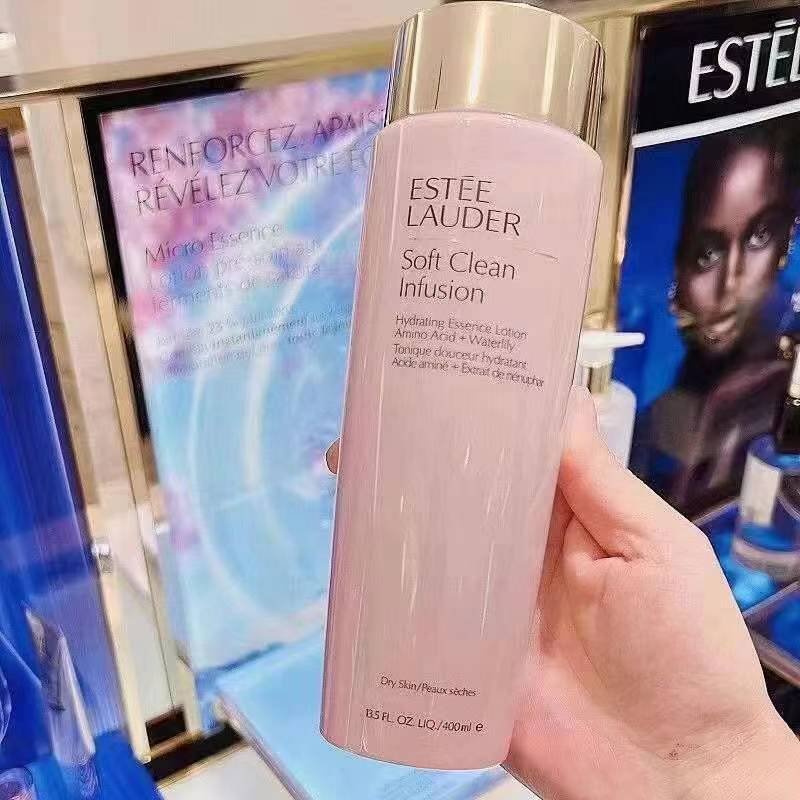 ESTĒE
RENFORCEZ, APAIS
RÉVÉLEZ VOTRE
Micro Essence
ESTĒE
LAUDER
Soft Clean
Infusion
Hydrating Essence Lotion
Amino Acid + Waterlily
Tonique douceur hydratant
Acide aminé + Extrait de nénuphar
Dry Skin/Peaux sèches
13.5 FL. OZ. LIQ./400ml e